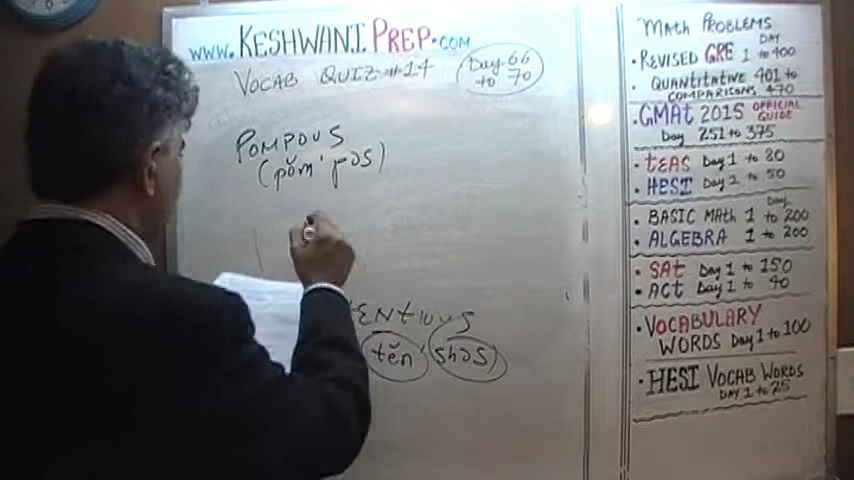 www.KESHWANIPREP.COM
VOCAB QUIZ #14
Day 66
to 70
POMPOUS
(pŏm' pəs)
ENtIOUS
tĕn' shəs)
MAth PROBLEMS
DAY
• REVISED GRE 1 to 400
• QUANTITATIVE 401 to
COMPARISONS 470
• GMAt 2015 OFFICIAL
GUIDE
Day 251 to 375
• tEAS Day 1 to 80
• HESI Day 1 to 50
Day
• BASIC MAth 1 to 200
• ALGEBRA 1 to 200
• SAt Day 1 to 150
• ACt Day 1 to 40
• VOCABULARY
WORDS Day 1 to 100
• HESI VOCAB WORDS
DAY 1 to 25